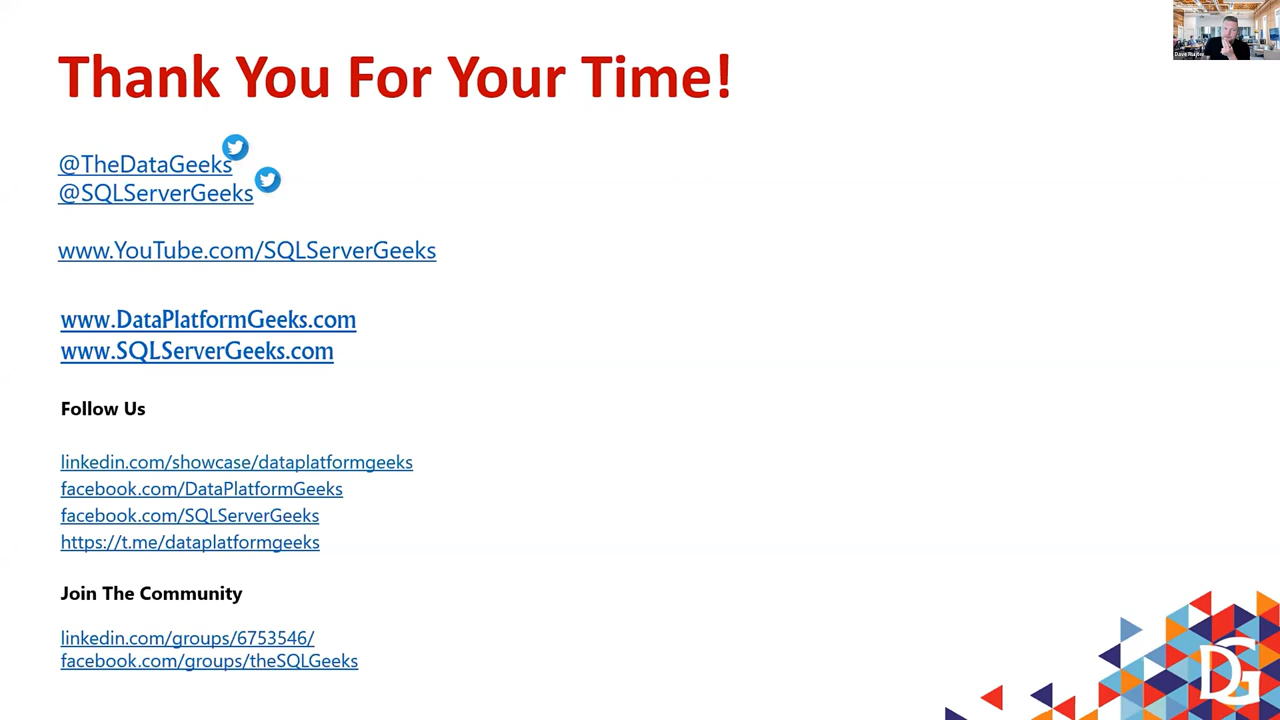 Thank You For Your Time!
@TheDataGeeks
@SQLServerGeeks
www.YouTube.com/SQLServerGeeks
www.DataPlatformGeeks.com
www.SQLServerGeeks.com
Follow Us
linkedin.com/showcase/dataplatformgeeks
facebook.com/DataPlatformGeeks
facebook.com/SQLServerGeeks
https://t.me/dataplatformgeeks
Join The Community
linkedin.com/groups/6753546/
facebook.com/groups/theSQLGeeks
DG